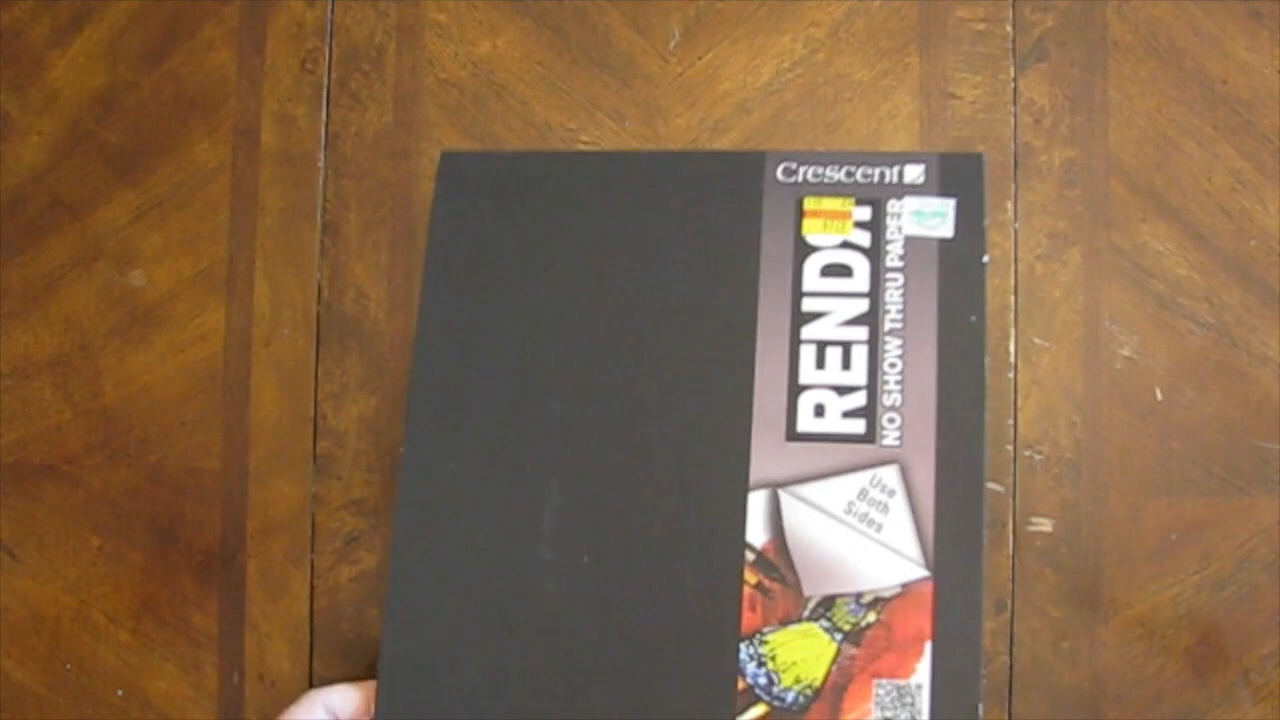 Crescent
RENDR
NO SHOW THRU PAPER
Use
Both
Sides